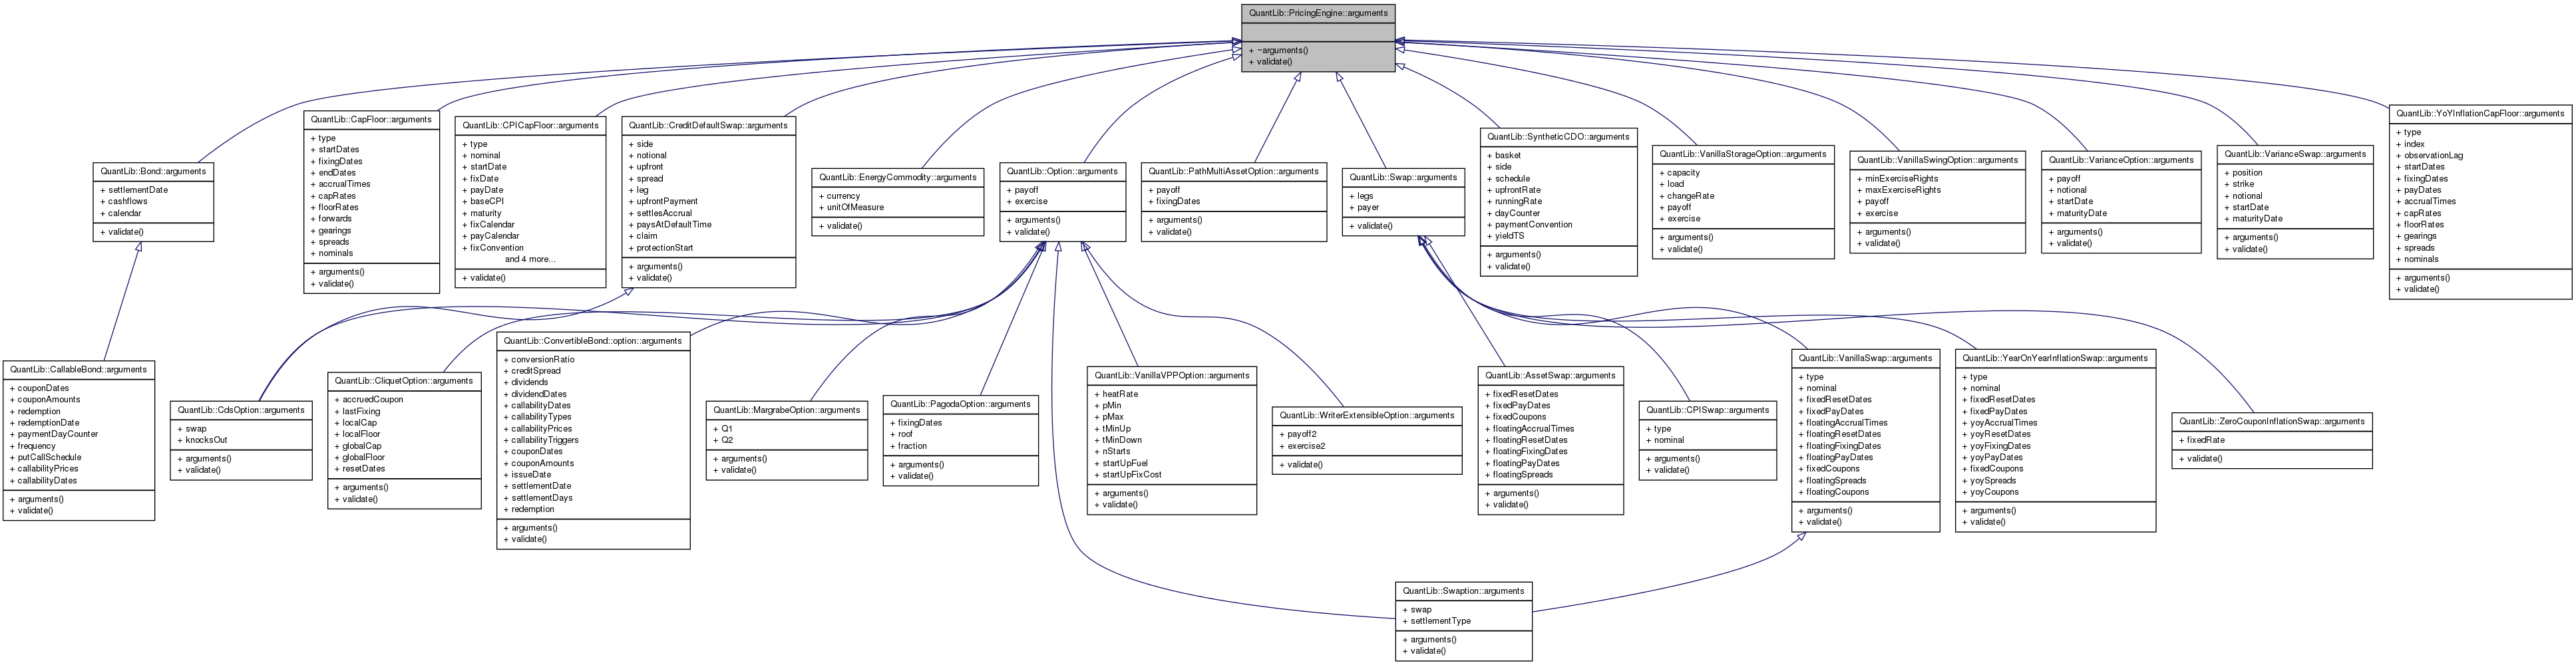 QuantLib::PricingEngine::arguments
+ ~arguments()
+ validate()
QuantLib::Bond::arguments
+ settlementDate
+ cashflows
+ calendar
+ validate()
QuantLib::CapFloor::arguments
+ type
+ startDates
+ fixingDates
+ endDates
+ accrualTimes
+ capRates
+ floorRates
+ forwards
+ gearings
+ spreads
+ nominals
+ arguments()
+ validate()
QuantLib::CPICapFloor::arguments
+ type
+ nominal
+ startDate
+ fixDate
+ payDate
+ baseCPI
+ maturity
+ fixCalendar
+ payCalendar
+ fixConvention
and 4 more...
+ validate()
QuantLib::CreditDefaultSwap::arguments
+ side
+ notional
+ upfront
+ spread
+ leg
+ upfrontPayment
+ settlesAccrual
+ paysAtDefaultTime
+ claim
+ protectionStart
+ arguments()
+ validate()
QuantLib::EnergyCommodity::arguments
+ currency
+ unitOfMeasure
+ validate()
QuantLib::Option::arguments
+ payoff
+ exercise
+ arguments()
+ validate()
QuantLib::PathMultiAssetOption::arguments
+ payoff
+ fixingDates
+ arguments()
+ validate()
QuantLib::Swap::arguments
+ legs
+ payer
+ validate()
QuantLib::SyntheticCDO::arguments
+ basket
+ side
+ schedule
+ upfrontRate
+ runningRate
+ dayCounter
+ paymentConvention
+ yieldTS
+ arguments()
+ validate()
QuantLib::VanillaStorageOption::arguments
+ capacity
+ load
+ changeRate
+ payoff
+ exercise
+ arguments()
+ validate()
QuantLib::VanillaSwingOption::arguments
+ minExerciseRights
+ maxExerciseRights
+ payoff
+ exercise
+ arguments()
+ validate()
QuantLib::VarianceOption::arguments
+ payoff
+ notional
+ startDate
+ maturityDate
+ arguments()
+ validate()
QuantLib::VarianceSwap::arguments
+ position
+ strike
+ notional
+ startDate
+ maturityDate
+ arguments()
+ validate()
QuantLib::YoYInflationCapFloor::arguments
+ type
+ index
+ observationLag
+ startDates
+ fixingDates
+ payDates
+ accrualTimes
+ capRates
+ floorRates
+ gearings
+ spreads
+ nominals
+ arguments()
+ validate()
QuantLib::CallableBond::arguments
+ couponDates
+ couponAmounts
+ redemption
+ redemptionDate
+ paymentDayCounter
+ frequency
+ putCallSchedule
+ callabilityPrices
+ callabilityDates
+ arguments()
+ validate()
QuantLib::CdsOption::arguments
+ swap
+ knocksOut
+ arguments()
+ validate()
QuantLib::CliquetOption::arguments
+ accruedCoupon
+ lastFixing
+ localCap
+ localFloor
+ globalCap
+ globalFloor
+ resetDates
+ arguments()
+ validate()
QuantLib::ConvertibleBond::option::arguments
+ conversionRatio
+ creditSpread
+ dividends
+ dividendDates
+ callabilityDates
+ callabilityTypes
+ callabilityPrices
+ callabilityTriggers
+ couponDates
+ couponAmounts
+ issueDate
+ settlementDate
+ settlementDays
+ redemption
+ arguments()
+ validate()
QuantLib::MargrabeOption::arguments
+ Q1
+ Q2
+ arguments()
+ validate()
QuantLib::PagodaOption::arguments
+ fixingDates
+ roof
+ fraction
+ arguments()
+ validate()
QuantLib::VanillaVPPOption::arguments
+ heatRate
+ pMin
+ pMax
+ tMinUp
+ tMinDown
+ nStarts
+ startUpFuel
+ startUpFixCost
+ arguments()
+ validate()
QuantLib::WriterExtensibleOption::arguments
+ payoff2
+ exercise2
+ validate()
QuantLib::AssetSwap::arguments
+ fixedResetDates
+ fixedPayDates
+ fixedCoupons
+ floatingAccrualTimes
+ floatingResetDates
+ floatingFixingDates
+ floatingPayDates
+ floatingSpreads
+ arguments()
+ validate()
QuantLib::CPISwap::arguments
+ type
+ nominal
+ arguments()
+ validate()
QuantLib::VanillaSwap::arguments
+ type
+ nominal
+ fixedResetDates
+ fixedPayDates
+ floatingAccrualTimes
+ floatingResetDates
+ floatingFixingDates
+ floatingPayDates
+ fixedCoupons
+ floatingSpreads
+ floatingCoupons
+ arguments()
+ validate()
QuantLib::YearOnYearInflationSwap::arguments
+ type
+ nominal
+ fixedResetDates
+ fixedPayDates
+ yoyAccrualTimes
+ yoyResetDates
+ yoyFixingDates
+ yoyPayDates
+ fixedCoupons
+ yoySpreads
+ yoyCoupons
+ arguments()
+ validate()
QuantLib::ZeroCouponInflationSwap::arguments
+ fixedRate
+ validate()
QuantLib::Swaption::arguments
+ swap
+ settlementType
+ arguments()
+ validate()